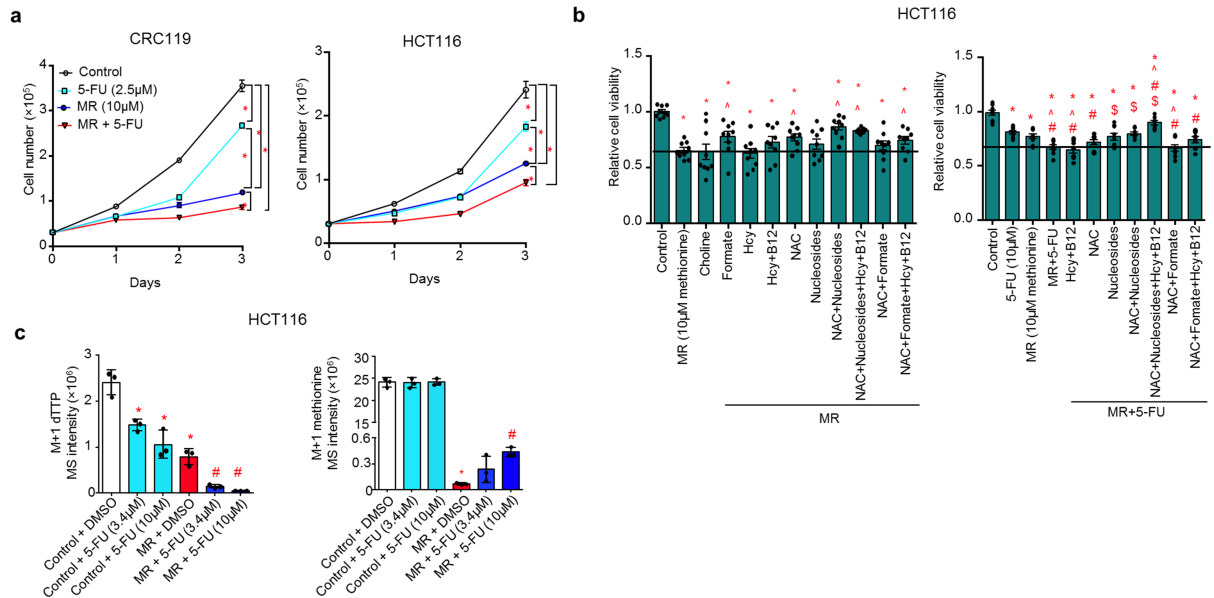 a
CRC119
Cell number (×10⁵)
4
3
2
1
0
Control
5-FU (2.5µM)
MR (10µM)
MR + 5-FU
*
*
*
*
*
0
1
2
3
Days
HCT116
Cell number (×10⁵)
3
2
1
0
*
*
*
*
*
0
1
2
3
Days
b
HCT116
Relative cell viability
1.5
1.0
0.5
0.0
*
*
* ^
*
* ^
* ^
* ^
* ^
* ^
* ^
Control
MR (10µM methionine)
Choline
Formate
Hcy
Hcy+B12
NAC
Nucleosides
NAC+Nucleosides
NAC+Nucleosides+Hcy+B12
NAC+Formate
NAC+Fomate+Hcy+B12
MR
Relative cell viability
1.5
1.0
0.5
0.0
*
*
* ^ #
* ^ #
* #
* $
* $
* ^ # $
* ^ #
* #
Control
5-FU (10µM)
MR (10µM methionine)
MR+5-FU
Hcy+B12
NAC
Nucleosides
NAC+Nucleosides
NAC+Nucleosides+Hcy+B12
NAC+Formate
NAC+Fomate+Hcy+B12
MR+5-FU
c
HCT116
M+1 dTTP
MS intensity (×10⁶)
3
2
1
0
*
*
*
#
#
Control + DMSO
Control + 5-FU (3.4µM)
Control + 5-FU (10µM)
MR + DMSO
MR + 5-FU (3.4µM)
MR + 5-FU (10µM)
M+1 methionine
MS intensity (×10⁶)
30
25
20
15
0.6
0.3
0.0
*
#
Control + DMSO
Control + 5-FU (3.4µM)
Control + 5-FU (10µM)
MR + DMSO
MR + 5-FU (3.4µM)
MR + 5-FU (10µM)